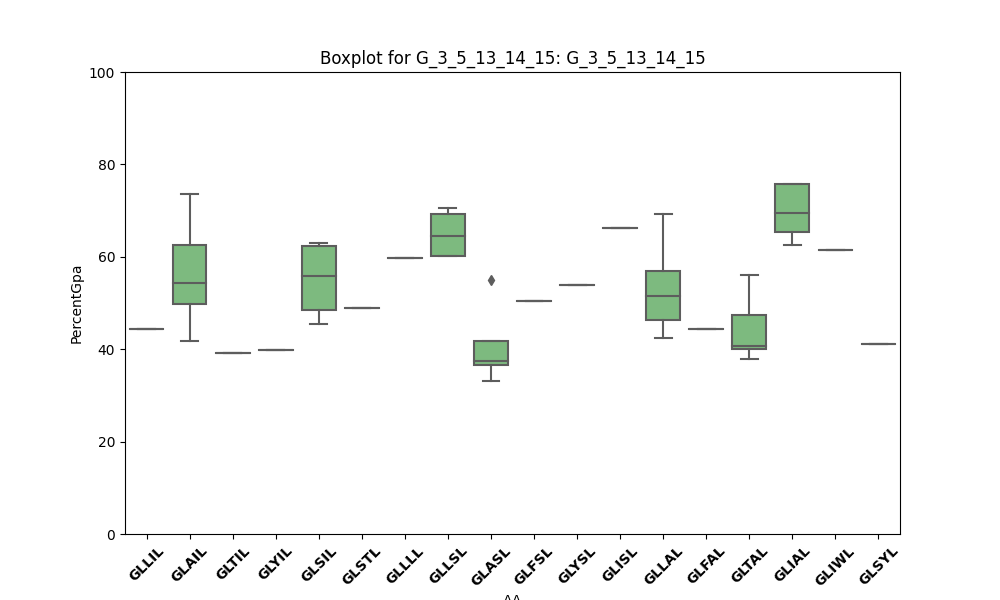 Boxplot for G_3_5_13_14_15: G_3_5_13_14_15
100
80
60
40
20
0
PercentGpa
GLLIL GLAIL GLTIL GLYIL GLSIL GLSTL GLLLL GLLSL GLASL GLFSL GLYSL GLISL GLLAL GLFAL GLTAL GLIAL GLIWL GLSYL
AA